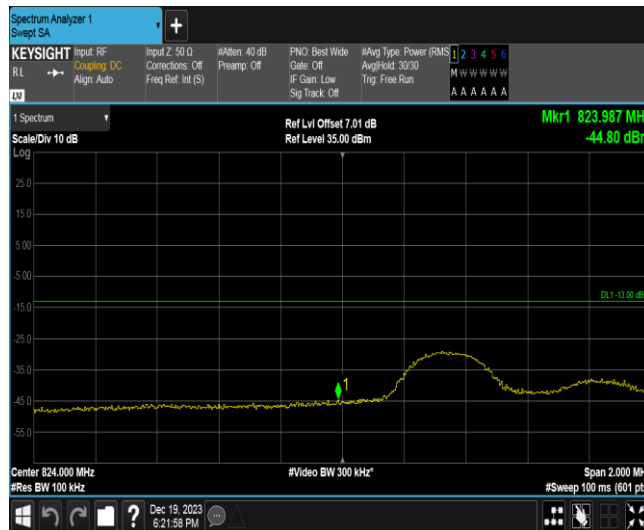 Spectrum Analyzer 1
Swept SA
KEYSIGHT
RL
LXI
Input: RF
Coupling: DC
Align: Auto
Input Z: 50 Ω
Corrections: Off
Freq Ref: Int (S)
#Atten: 40 dB
Preamp: Off
PNO: Best Wide
Gate: Off
IF Gain: Low
Sig Track: Off
#Avg Type: Power (RMS
Avg|Hold: 30/30
Trig: Free Run
1 2 3 4 5 6
M W W W W W
A A A A A A
1 Spectrum
Scale/Div 10 dB
Log
Ref Lvl Offset 7.01 dB
Ref Level 35.00 dBm
Mkr1 823.987 MH
-44.80 dBr
25.0
15.0
5.00
-5.00
DL1 -13.00 dB
-15.0
-25.0
-35.0
1
-45.0
-55.0
Center 824.000 MHz
#Res BW 100 kHz
#Video BW 300 kHz*
Span 2.000 MH
#Sweep 100 ms (601 pt
?
Dec 19, 2023
6:21:58 PM